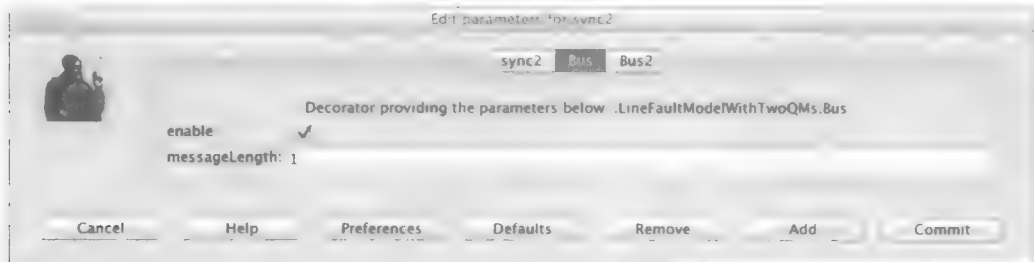 Edit parameters for sync2
sync2 Bus Bus2
Decorator providing the parameters below .LineFaultModelWithTwoQMs.Bus
enable ✓
messageLength: 1
Cancel Help Preferences Defaults Remove Add Commit